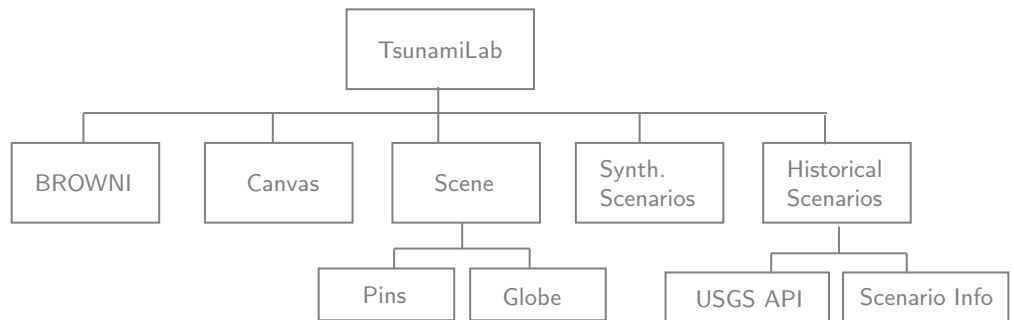 TsunamiLab
BROWNI
Canvas
Scene
Synth.
Scenarios
Historical
Scenarios
Pins
Globe
USGS API
Scenario Info